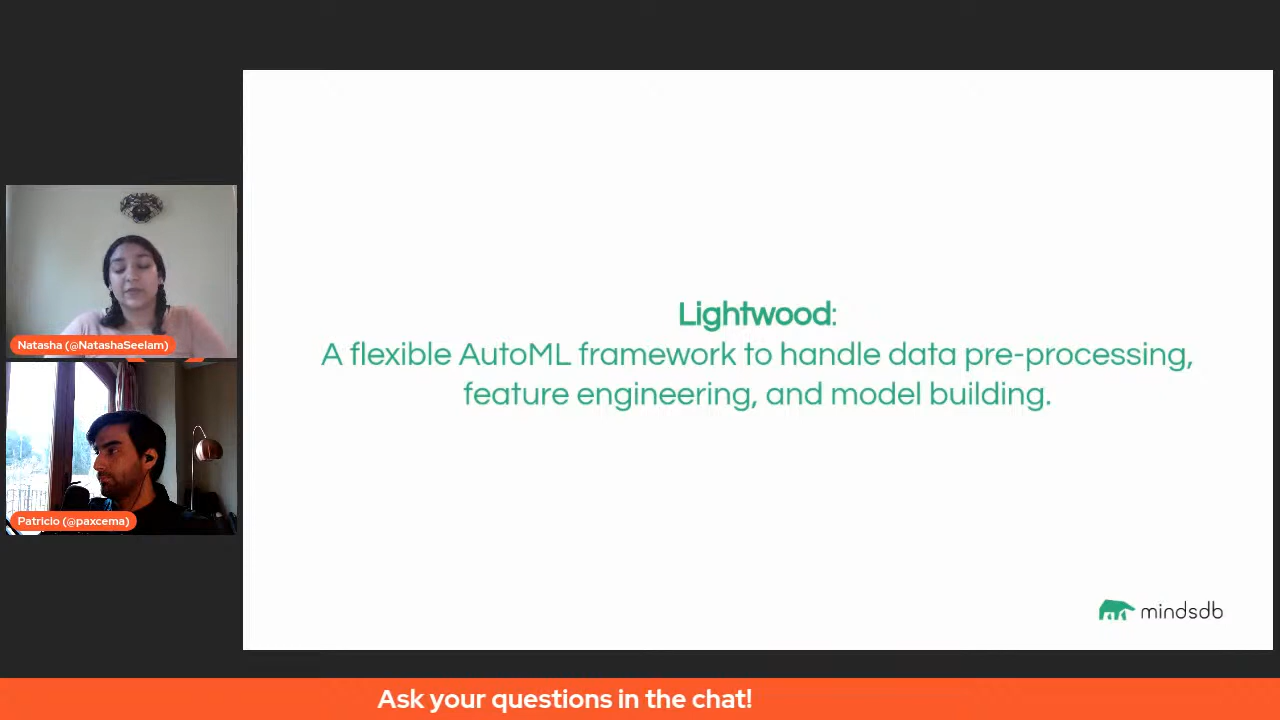 Natasha (@NatashaSeelam)
Patricio (@paxcema)
Lightwood:
A flexible AutoML framework to handle data pre-processing,
feature engineering, and model building.
mindsdb
Ask your questions in the chat!